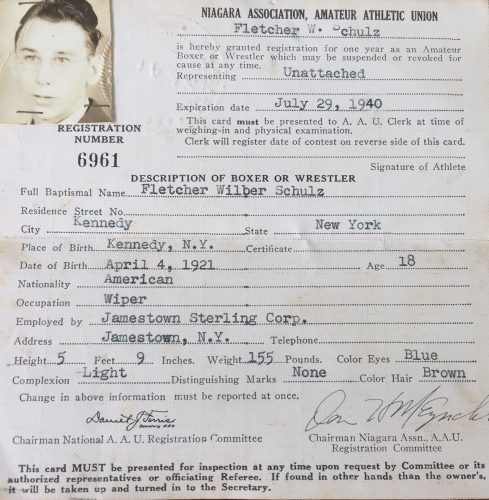 NIAGARA ASSOCIATION, AMATEUR ATHLETIC UNION
Fletcher W. Schulz
is hereby granted registration for one year as an Amateur
Boxer or Wrestler which may be suspended or revoked for
cause at any time.
Representing Unattached
Expiration date July 29, 1940
This card must be presented to A. A. U. Clerk at time of
weighing-in and physical examination.
Clerk will register date of contest on reverse side of this card.
Signature of Athlete
REGISTRATION
NUMBER
6961
DESCRIPTION OF BOXER OR WRESTLER
Full Baptismal Name Fletcher Wilber Schulz
Residence Street No.
City Kennedy State New York
Place of Birth Kennedy, N.Y. Certificate
Date of Birth April 4, 1921 Age 18
Nationality American
Occupation Wiper
Employed by Jamestown Sterling Corp.
Address Jamestown, N.Y. Telephone
Height 5 Feet 9 Inches. Weight 155 Pounds. Color Eyes Blue
Complexion Light Distinguishing Marks None Color Hair Brown
Change in above information must be reported at once.
Daniel J. Ferris
Chairman National A. A. U. Registration Committee
Chairman Niagara Assn., A.A.U.
Registration Committee
This card MUST be presented for inspection at any time upon request by Committee or its
authorized representatives or officiating Referee. If found in other hands than the owner's,
it will be taken up and turned in to the Secretary.